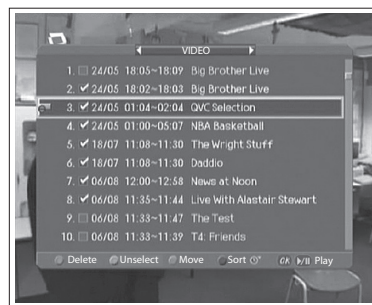 VIDEO
1. 24/05 18:05~18:09 Big Brother Live
2. 24/05 18:02~18:03 Big Brother Live
3. 24/05 01:04~02:04 QVC Selection
4. 24/05 01:00~05:07 NBA Basketball
5. 18/07 11:08~11:30 The Wright Stuff
6. 18/07 11:08~11:30 Daddio
7. 06/08 12:00~12:58 News at Noon
8. 06/08 11:35~11:44 Live With Alastair Stewart
9. 06/08 11:33~11:47 The Test
10. 06/08 11:33~11:39 T4: Friends
Delete Unselect Move Sort OK Play